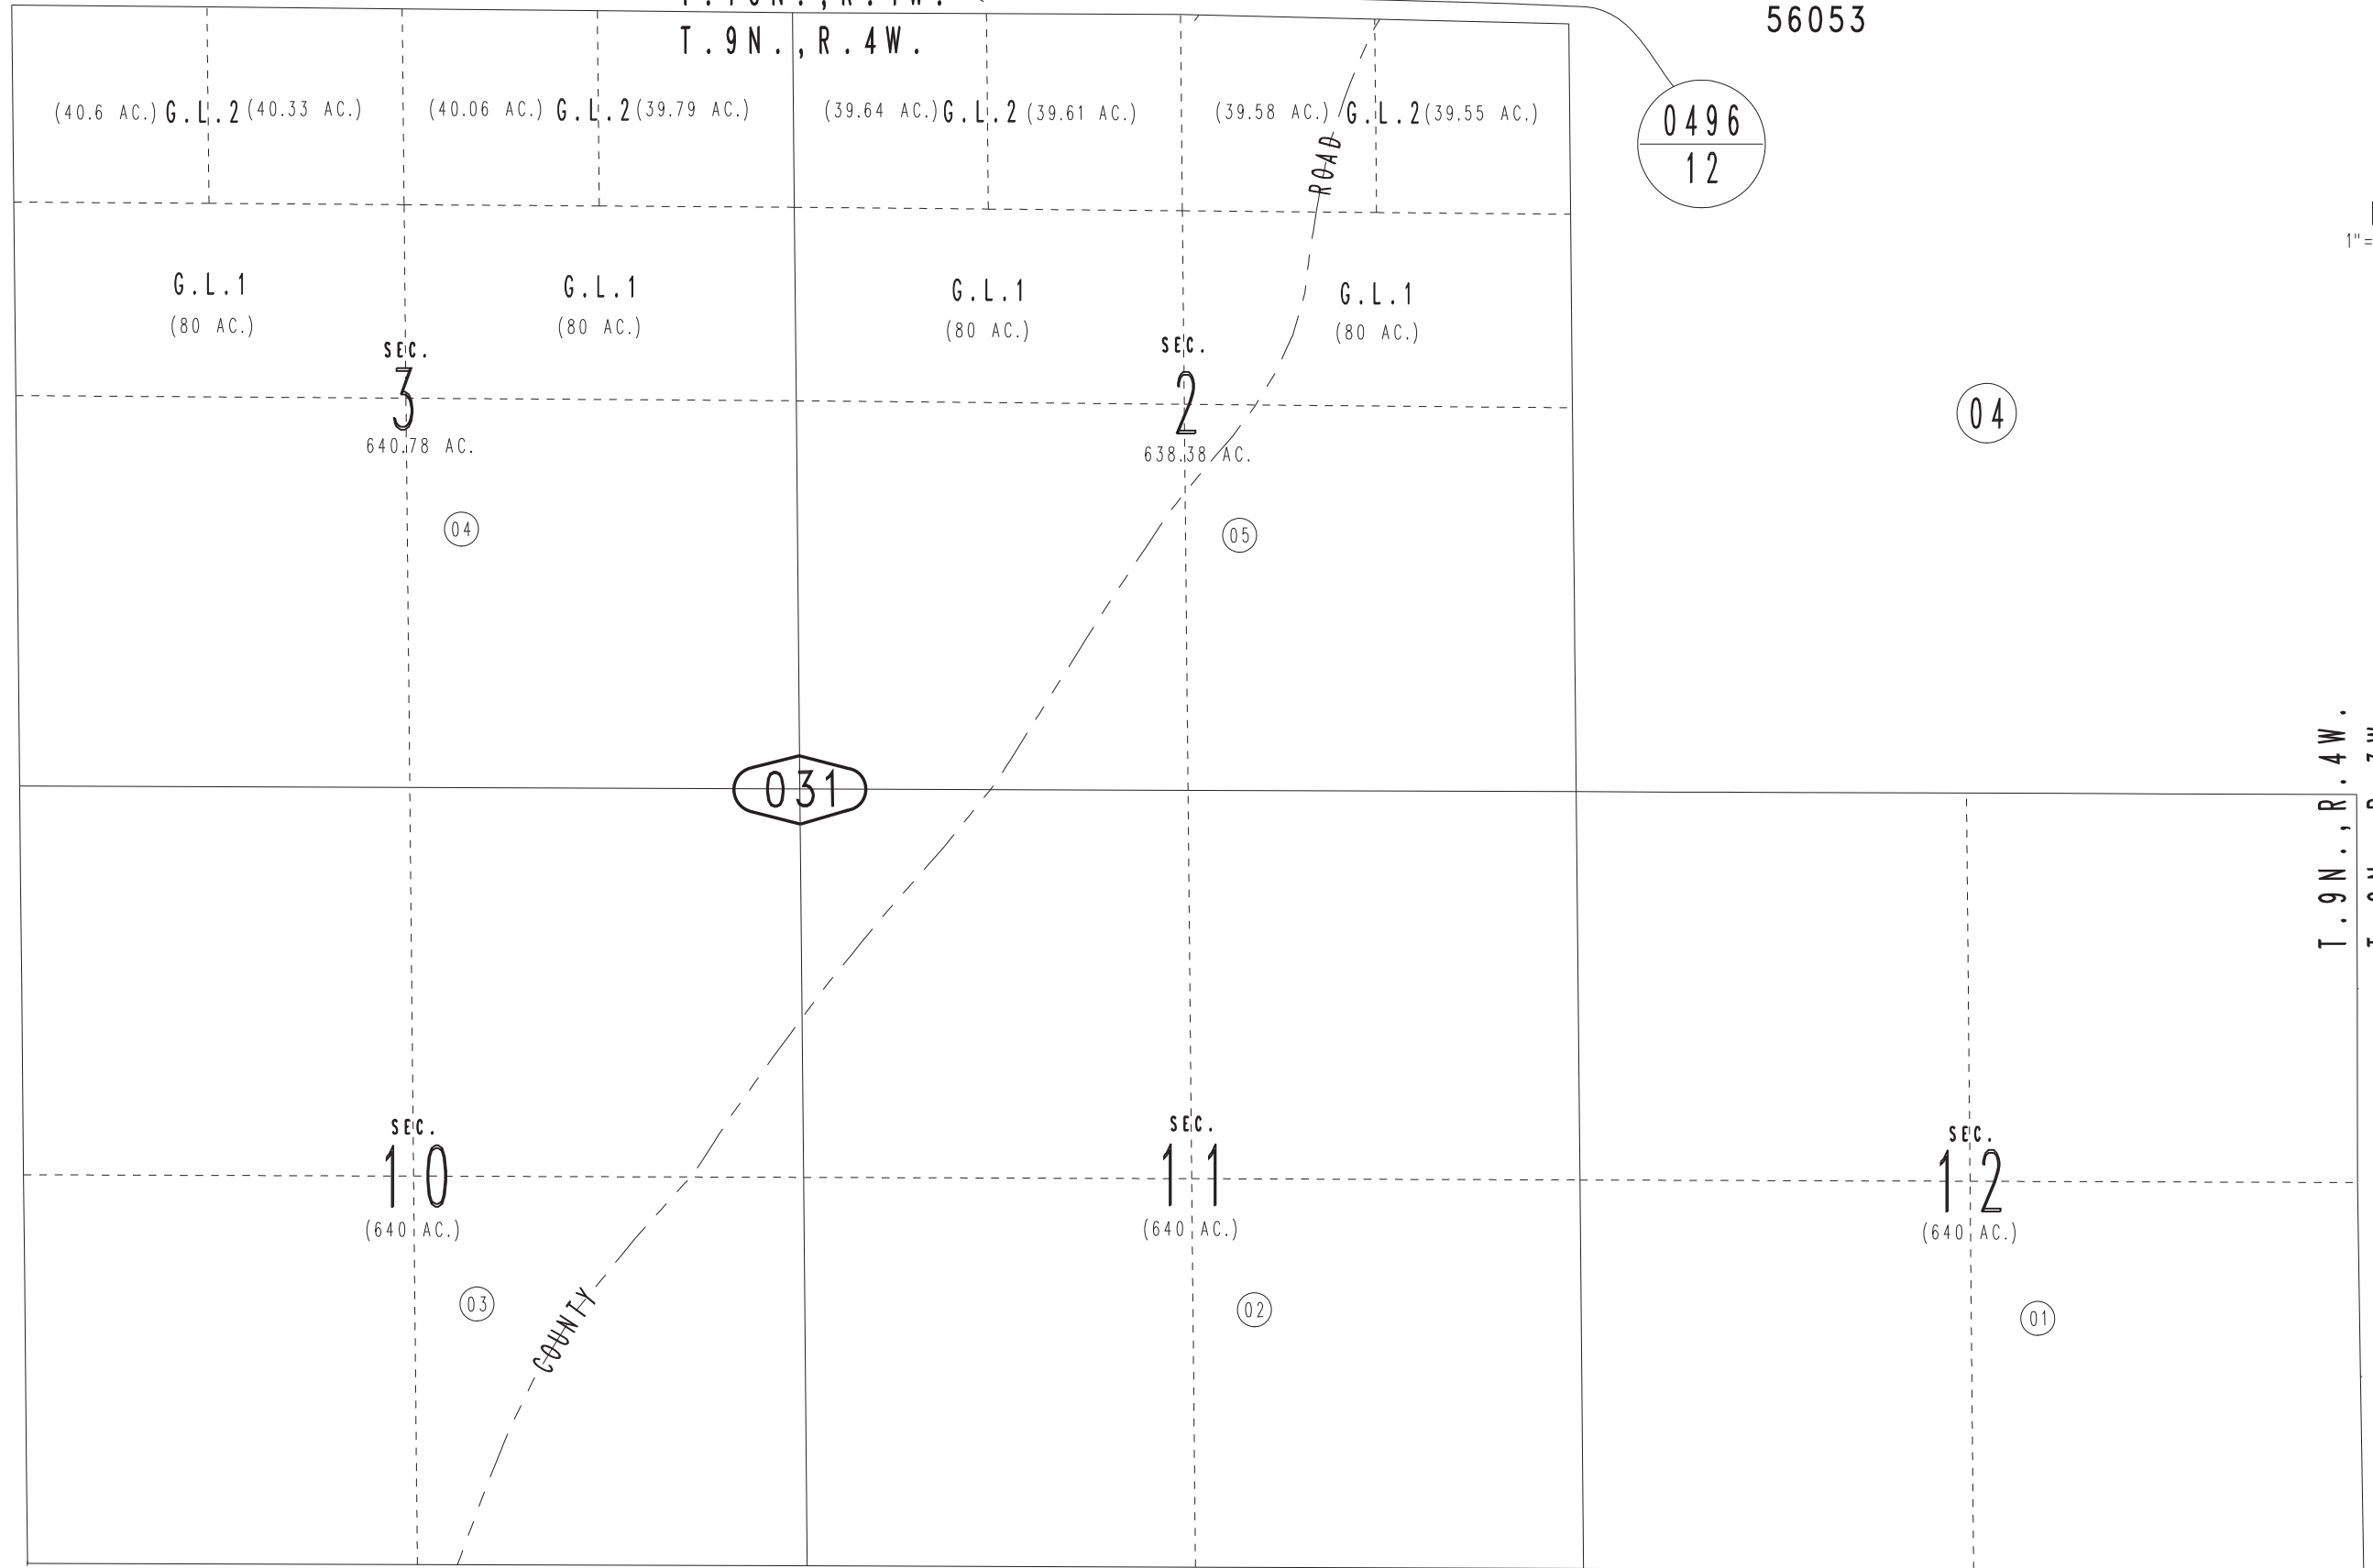 T.9N.,R.4W.
56053
(40.6 AC.) G.L.2 (40.33 AC.)
(40.06 AC.) G.L.2 (39.79 AC.)
(39.64 AC.) G.L.2 (39.61 AC.)
(39.58 AC.) G.L.2 (39.55 AC.)
0496
12
ROAD
1"=
G.L.1
(80 AC.)
G.L.1
(80 AC.)
G.L.1
(80 AC.)
G.L.1
(80 AC.)
SEC.
3
640.78 AC.
04
SEC.
2
638.38 AC.
05
04
031
T.9N.,R.4W.
SEC.
10
(640 AC.)
03
SEC.
11
(640 AC.)
02
SEC.
12
(640 AC.)
01
COUNTY